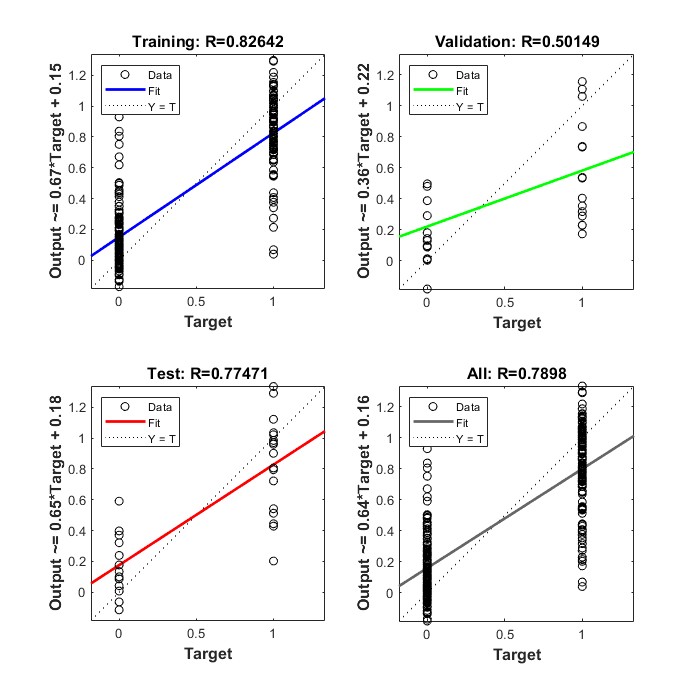 Training: R=0.82642
Output ~= 0.67*Target + 0.15
Data
Fit
Y = T
1.2
1
0.8
0.6
0.4
0.2
0
0
0.5
1
Target
Validation: R=0.50149
Output ~= 0.36*Target + 0.22
Data
Fit
Y = T
1.2
1
0.8
0.6
0.4
0.2
0
0
0.5
1
Target
Test: R=0.77471
Output ~= 0.65*Target + 0.18
Data
Fit
Y = T
1.2
1
0.8
0.6
0.4
0.2
0
0
0.5
1
Target
All: R=0.7898
Output ~= 0.64*Target + 0.16
Data
Fit
Y = T
1.2
1
0.8
0.6
0.4
0.2
0
0
0.5
1
Target